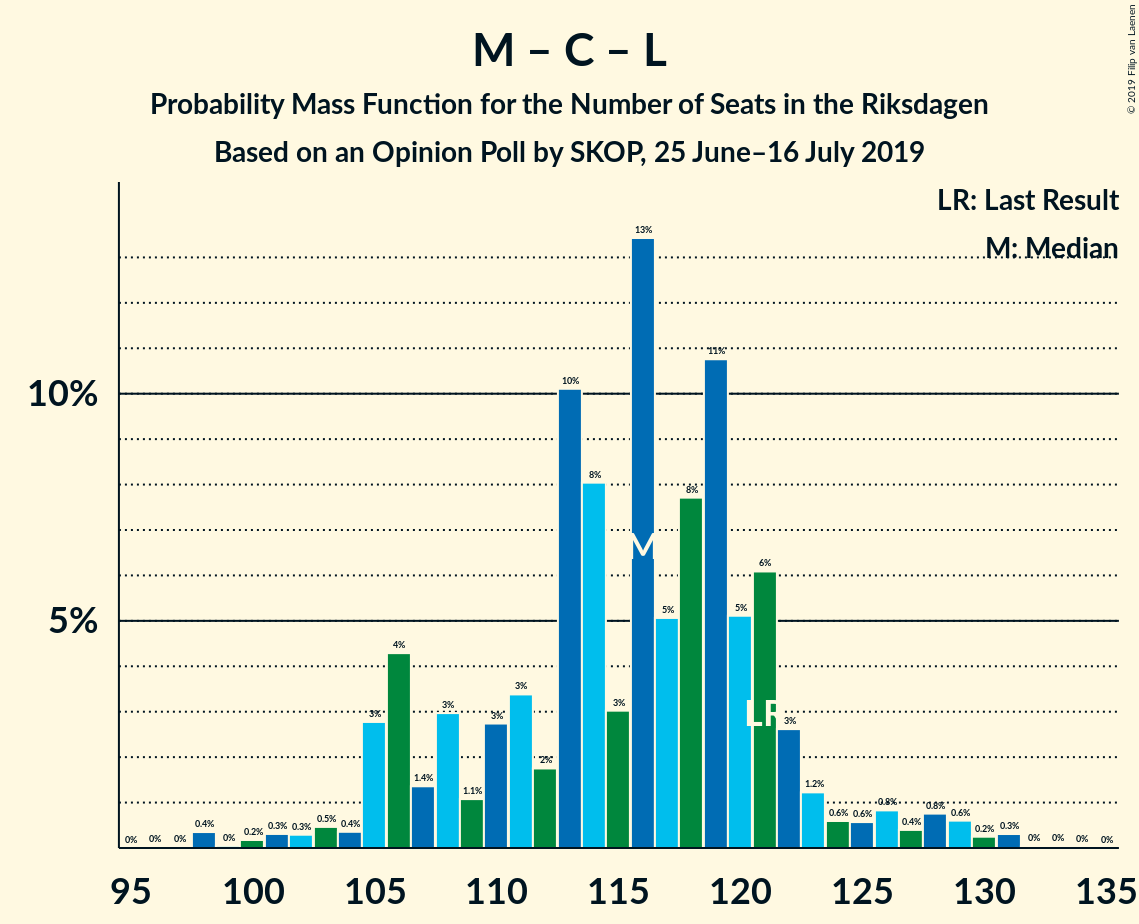 M – C – L
Probability Mass Function for the Number of Seats in the Riksdagen
Based on an Opinion Poll by SKOP, 25 June–16 July 2019
© 2019 Filip van Laenen
LR: Last Result
M: Median
10%
5%
0% 0% 0% 0.4% 0% 0.2% 0.3% 0.3% 0.5% 0.4% 3% 4% 1.4% 3% 1.1% 3% 3% 2% 10% 8% 3% 13% 5% 8% 11% 5% 6% 3% 1.2% 0.6% 0.6% 0.8% 0.4% 0.8% 0.6% 0.2% 0.3% 0% 0% 0% 0%
M
LR
95 100 105 110 115 120 125 130 135